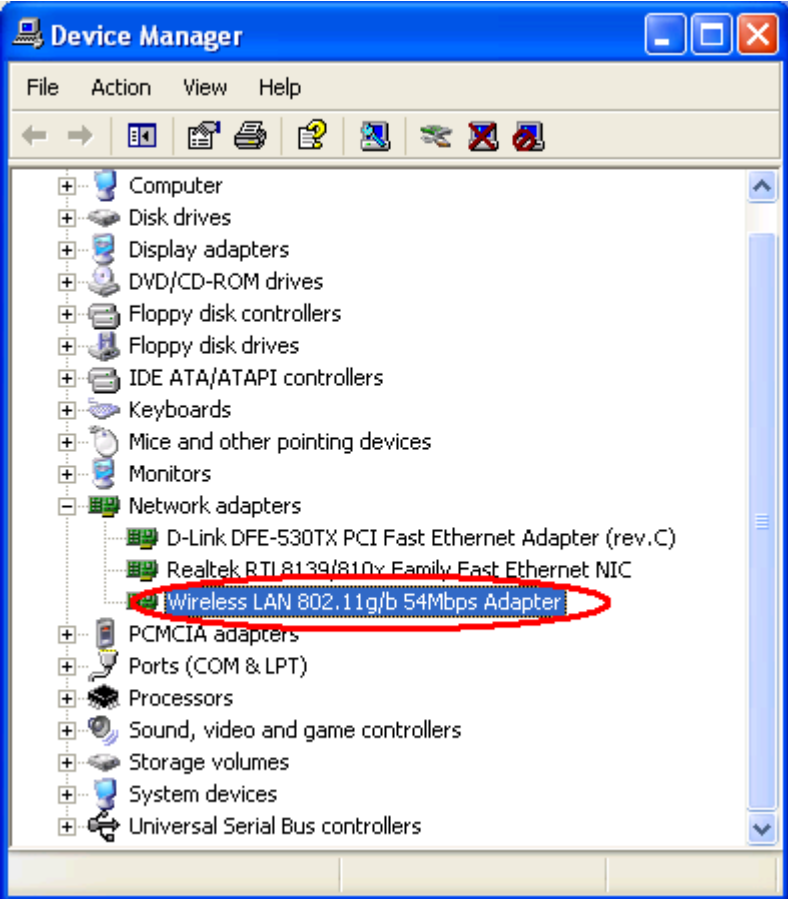 Device Manager
File Action View Help
Computer
Disk drives
Display adapters
DVD/CD-ROM drives
Floppy disk controllers
Floppy disk drives
IDE ATA/ATAPI controllers
Keyboards
Mice and other pointing devices
Monitors
Network adapters
D-Link DFE-530TX PCI Fast Ethernet Adapter (rev.C)
Realtek RTL8139/810x Family Fast Ethernet NIC
Wireless LAN 802.11g/b 54Mbps Adapter
PCMCIA adapters
Ports (COM & LPT)
Processors
Sound, video and game controllers
Storage volumes
System devices
Universal Serial Bus controllers